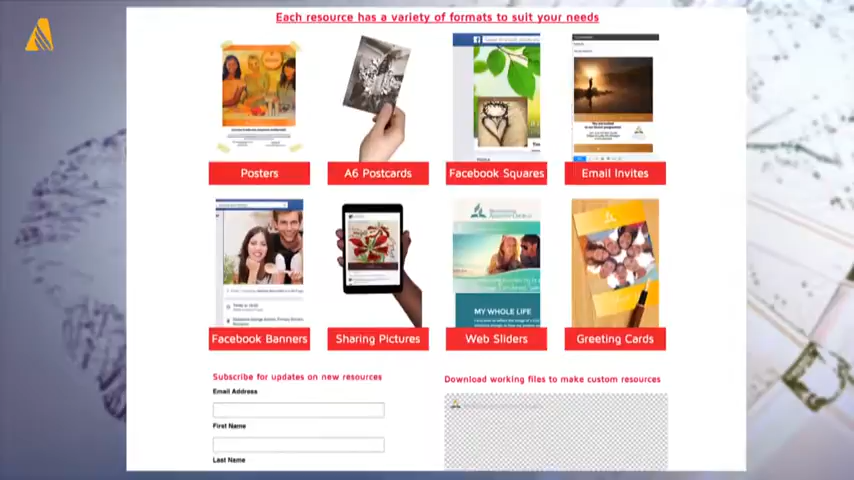 Each resource has a variety of formats to suit your needs
Posters
A6 Postcards
Facebook Squares
Email Invites
MY WHOLE LIFE
Facebook Banners
Sharing Pictures
Web Sliders
Greeting Cards
Subscribe for updates on new resources
Email Address
First Name
Last Name
Download working files to make custom resources